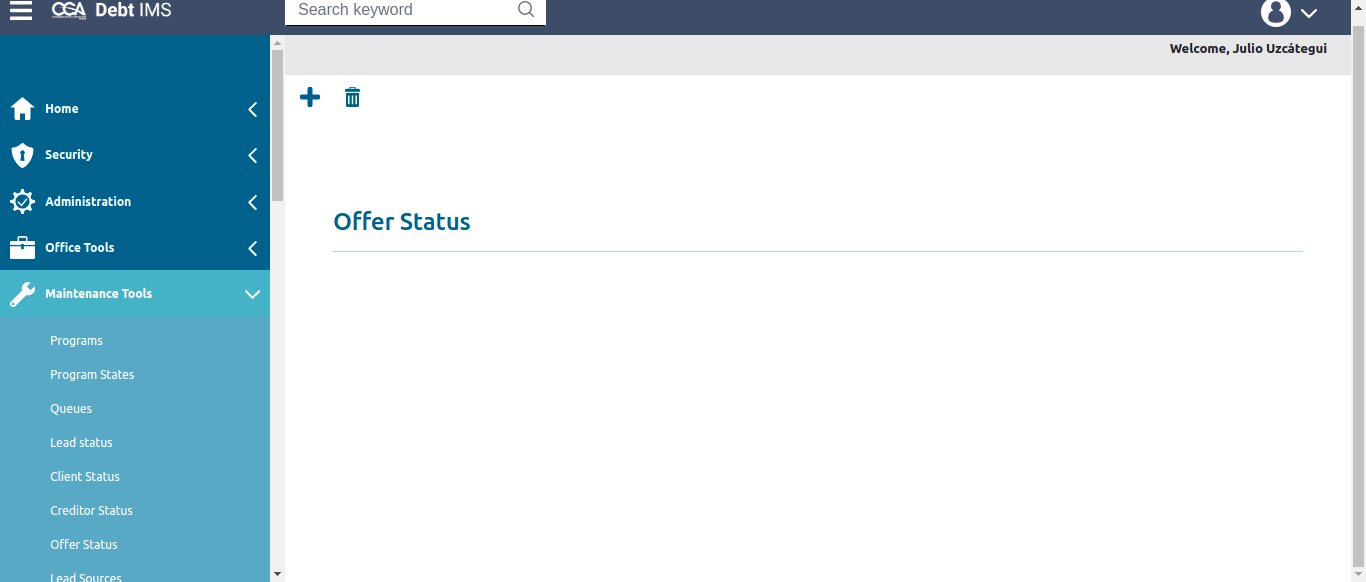 CGA Debt IMS
Search keyword
Welcome, Julio Uzcátegui
Home
Security
Administration
Office Tools
Maintenance Tools
Programs
Program States
Queues
Lead status
Client Status
Creditor Status
Offer Status
Lead Sources
Offer Status